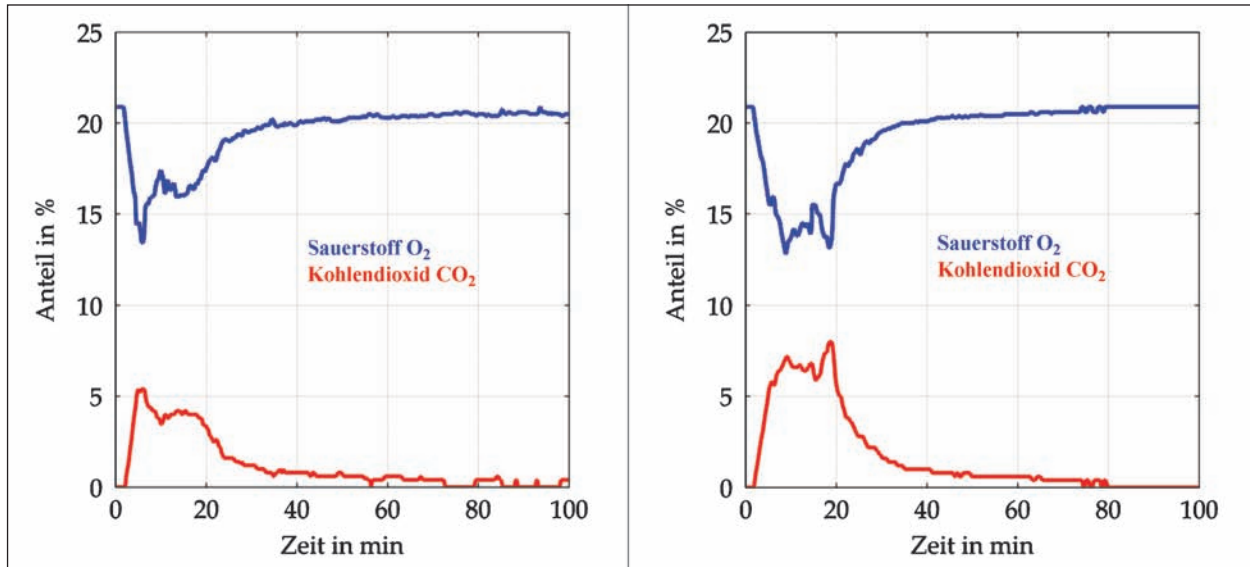 25
20
15
10
5
0
Anteil in %
Sauerstoff O₂
Kohlendioxid CO₂
0 20 40 60 80 100
Zeit in min
25
20
15
10
5
0
Anteil in %
Sauerstoff O₂
Kohlendioxid CO₂
0 20 40 60 80 100
Zeit in min